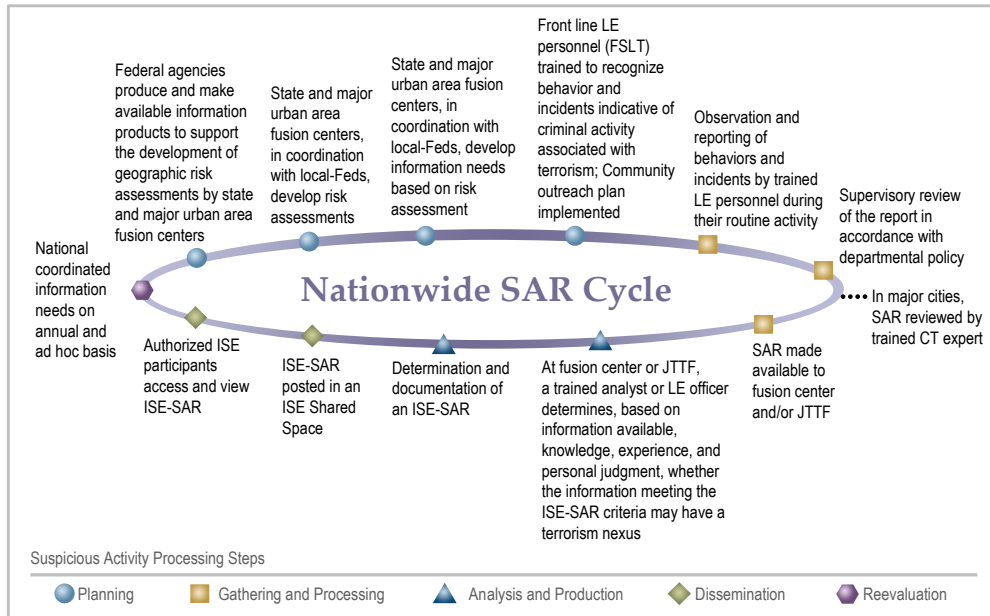 Federal agencies
produce and make
available information
products to support
the development of
geographic risk
assessments by state
and major urban area
fusion centers
State and major
urban area
fusion centers,
in coordination
with local-Feds,
develop risk
assessments
State and major
urban area fusion
centers, in
coordination with
local-Feds, develop
information needs
based on risk
assessment
Front line LE
personnel (FSLT)
trained to recognize
behavior and
incidents indicative of
criminal activity
associated with
terrorism; Community
outreach plan
implemented
Observation and
reporting of
behaviors and
incidents by trained
LE personnel during
their routine activity
Supervisory review
of the report in
accordance with
departmental policy
In major cities,
SAR reviewed by
trained CT expert
National
coordinated
information
needs on
annual and
ad hoc basis
Nationwide SAR Cycle
Authorized ISE
participants
access and view
ISE-SAR
ISE-SAR
posted in an
ISE Shared
Space
Determination and
documentation of
an ISE-SAR
At fusion center or JTTF,
a trained analyst or LE officer
determines, based on
information available,
knowledge, experience, and
personal judgment, whether
the information meeting the
ISE-SAR criteria may have a
terrorism nexus
SAR made
available to
fusion center
and/or JTTF
Suspicious Activity Processing Steps
Planning
Gathering and Processing
Analysis and Production
Dissemination
Reevaluation